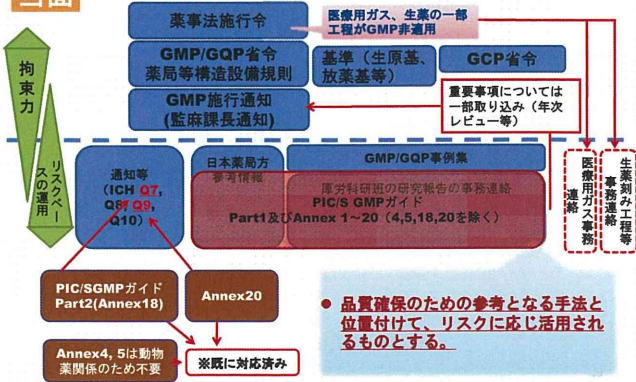 当面
薬事法施行令
医療用ガス、生薬の一部
工程がGMP非適用
拘束力
リスクベースの運用
GMP/GQP省令
薬局等構造設備規則
基準(生原基、
放薬基等)
GCP省令
GMP施行通知
(監麻課長通知)
重要事項については
一部取り込み(年次
レビュー等)
通知等
(ICH Q7,
Q8, Q9,
Q10)
日本薬局方
参考情報
GMP/GQP事例集
厚労科研班の研究報告の事務連絡
PIC/S GMPガイド
Part1及びAnnex 1~20 (4,5,18,20を除く)
医療用ガス事務
連絡
生薬刻み工程等
事務連絡
PIC/SGMPガイド
Part2(Annex18)
Annex20
Annex4, 5は動物
薬関係のため不要
※既に対応済み
● 品質確保のための参考となる手法と
位置付けて、リスクに応じ活用され
るものとする。